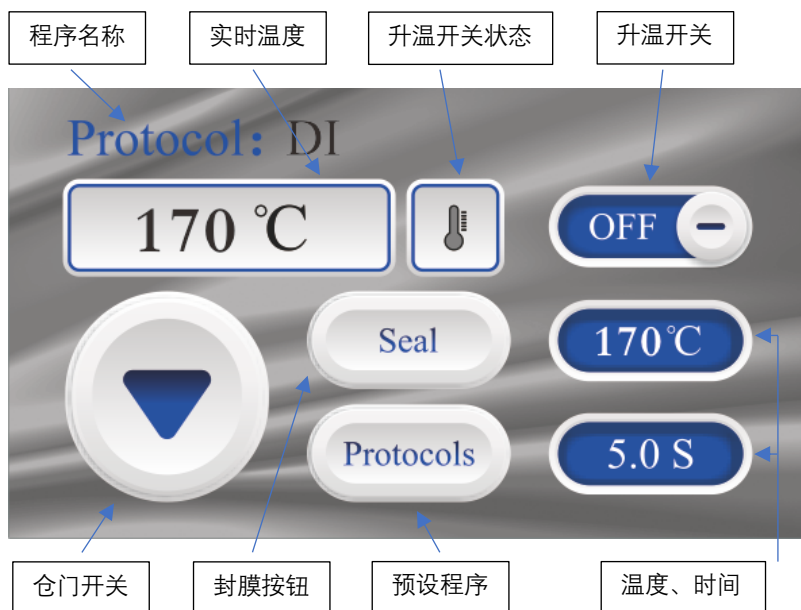 程序名称
实时温度
升温开关状态
升温开关
Protocol: DI
170 ℃
OFF
Seal
170℃
Protocols
5.0 S
仓门开关
封膜按钮
预设程序
温度、时间